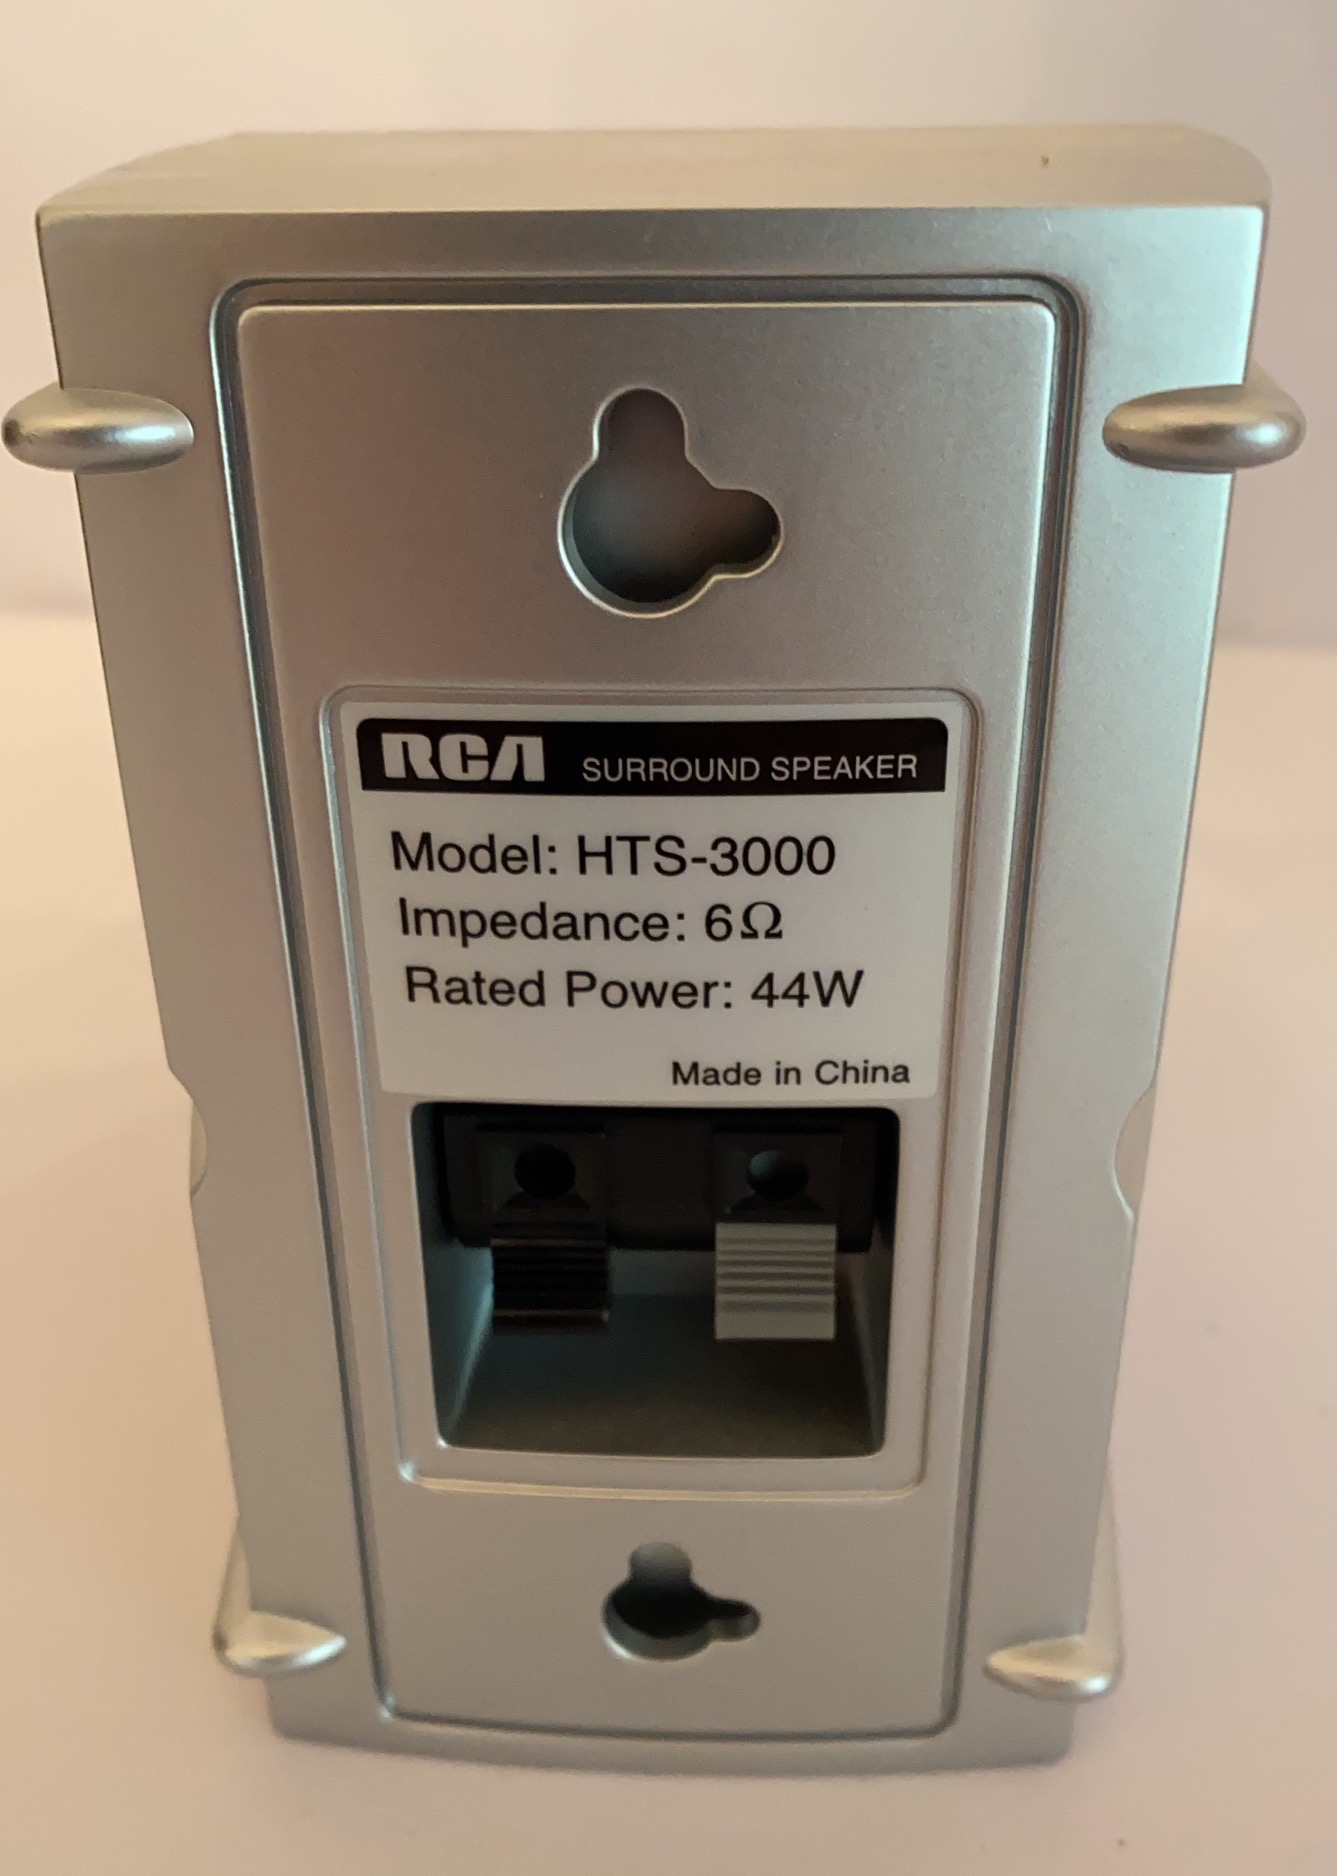 RCA SURROUND SPEAKER
Model: HTS-3000
Impedance: 6Ω
Rated Power: 44W
Made in China